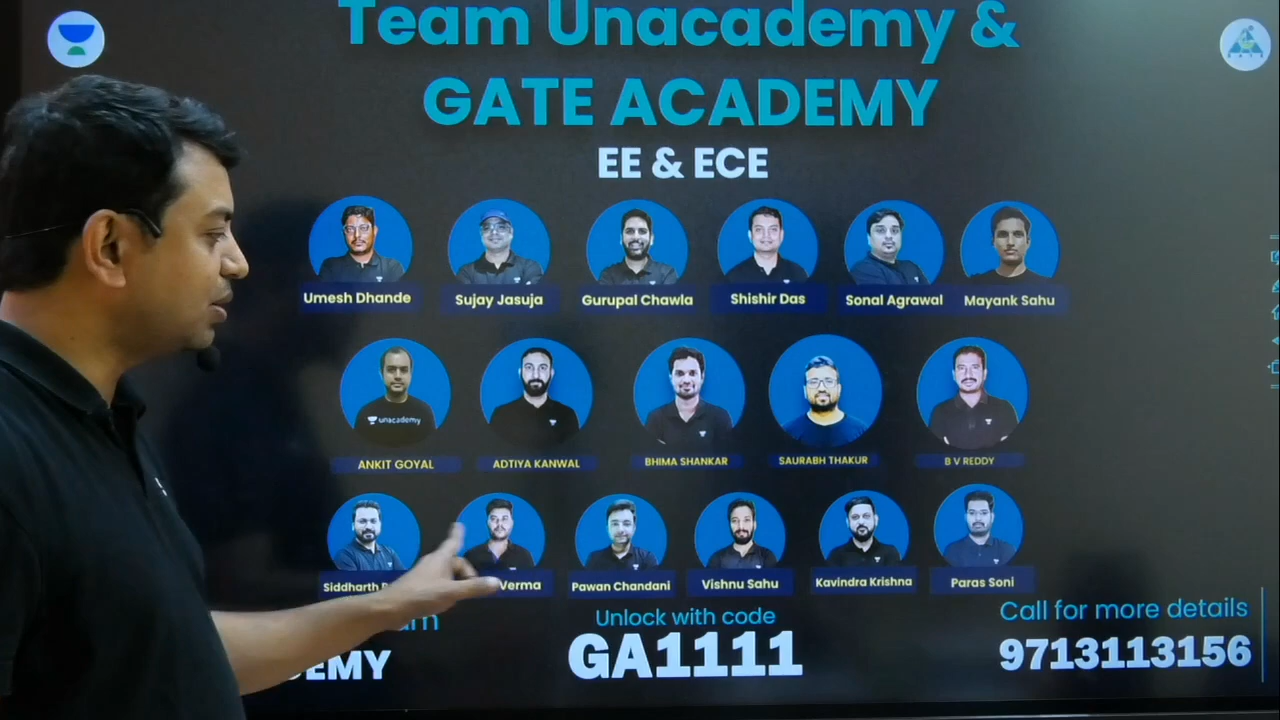 Team Unacademy &
GATE ACADEMY
EE & ECE
Umesh Dhande Sujay Jasuja Gurupal Chawla Shishir Das Sonal Agrawal Mayank Sahu
unacademy
ANKIT GOYAL ADTIYA KANWAL BHIMA SHANKAR SAURABH THAKUR B V REDDY
Siddharth Verma Pawan Chandani Vishnu Sahu Kavindra Krishna Paras Soni
Unlock with code
GA1111
Call for more details
9713113156